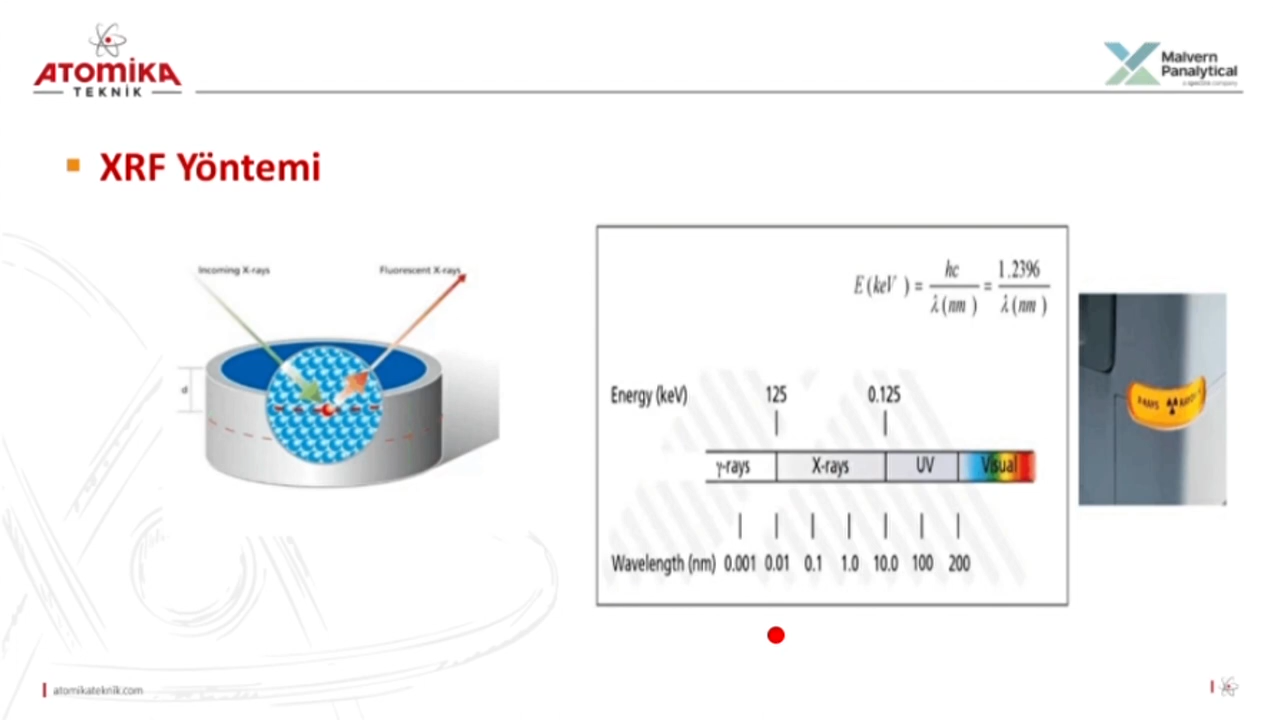 ATOMİKA
TEKNİK
Malvern
Panalytical
a spectris company
XRF Yöntemi
Incoming X-rays
Fluorescent X-rays
d
E (keV) = hc / λ(nm) = 1.2396 / λ(nm)
Energy (keV) 125 0.125
γ-rays X-rays UV Visual
Wavelength (nm) 0.001 0.01 0.1 1.0 10.0 100 200
atomikateknik.com